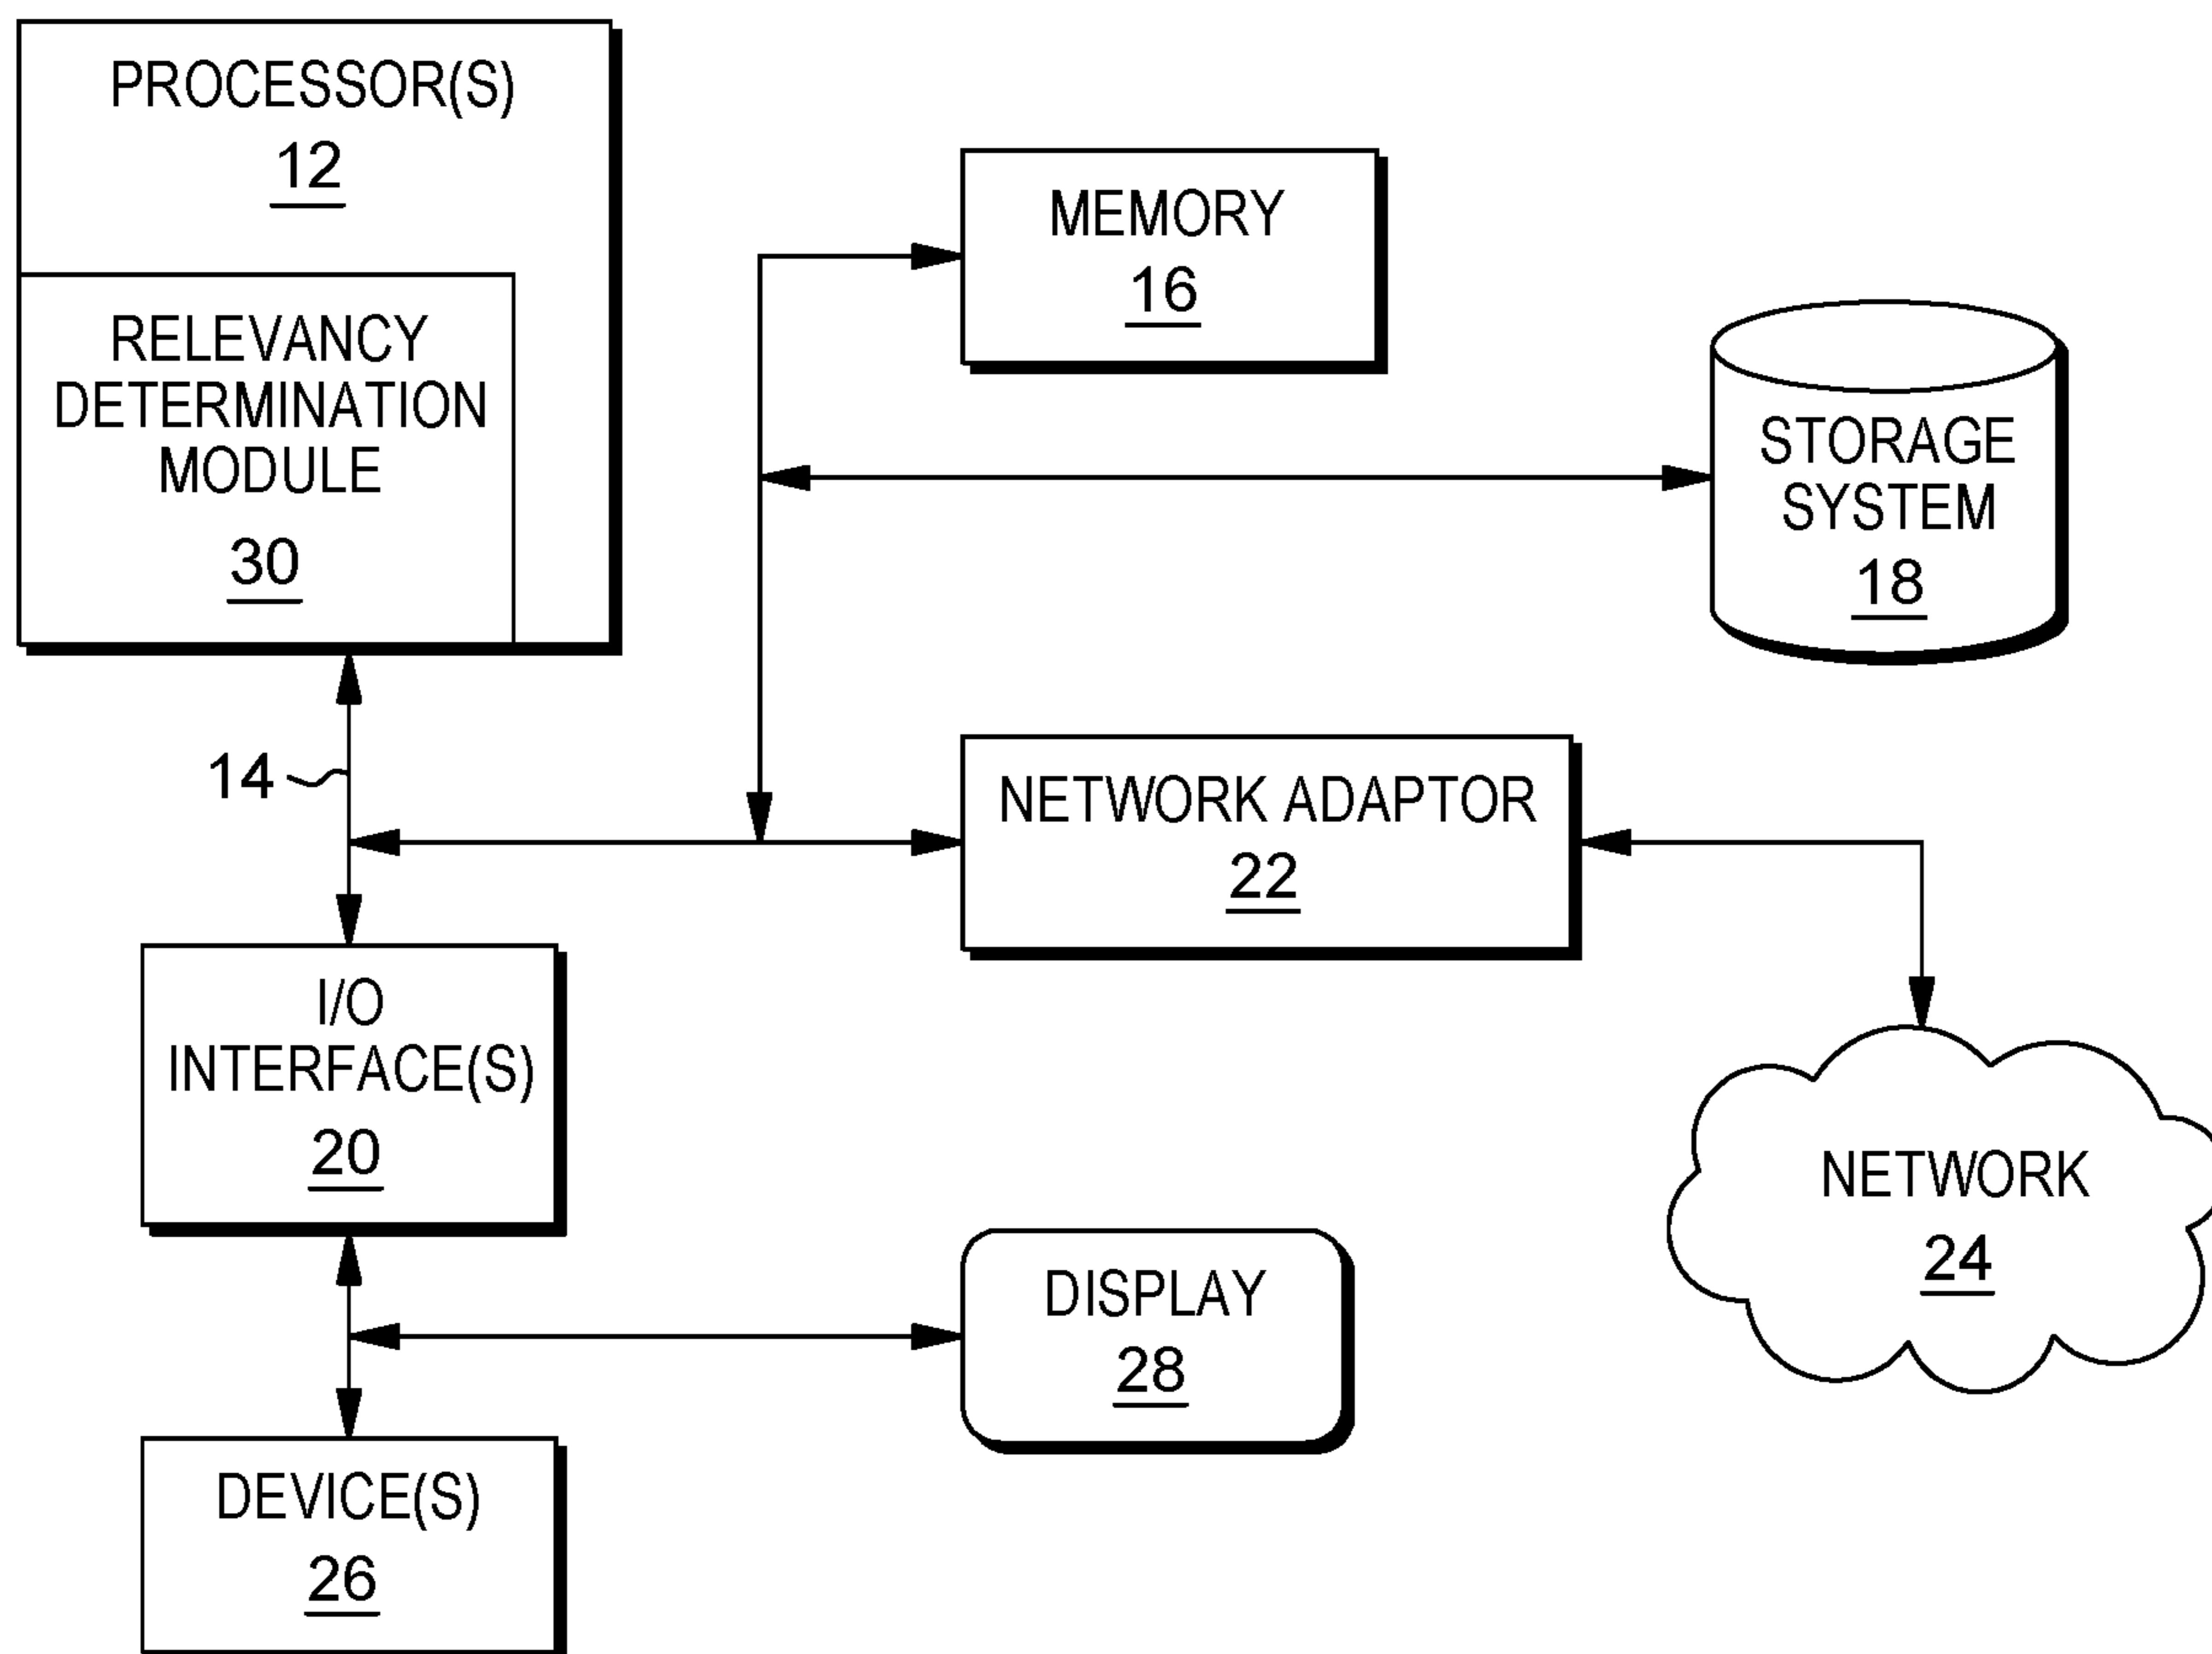 PROCESSOR(S)
12
RELEVANCY
DETERMINATION
MODULE
30
MEMORY
16
STORAGE
SYSTEM
18
14
NETWORK ADAPTOR
22
I/O
INTERFACE(S)
20
NETWORK
24
DISPLAY
28
DEVICE(S)
26